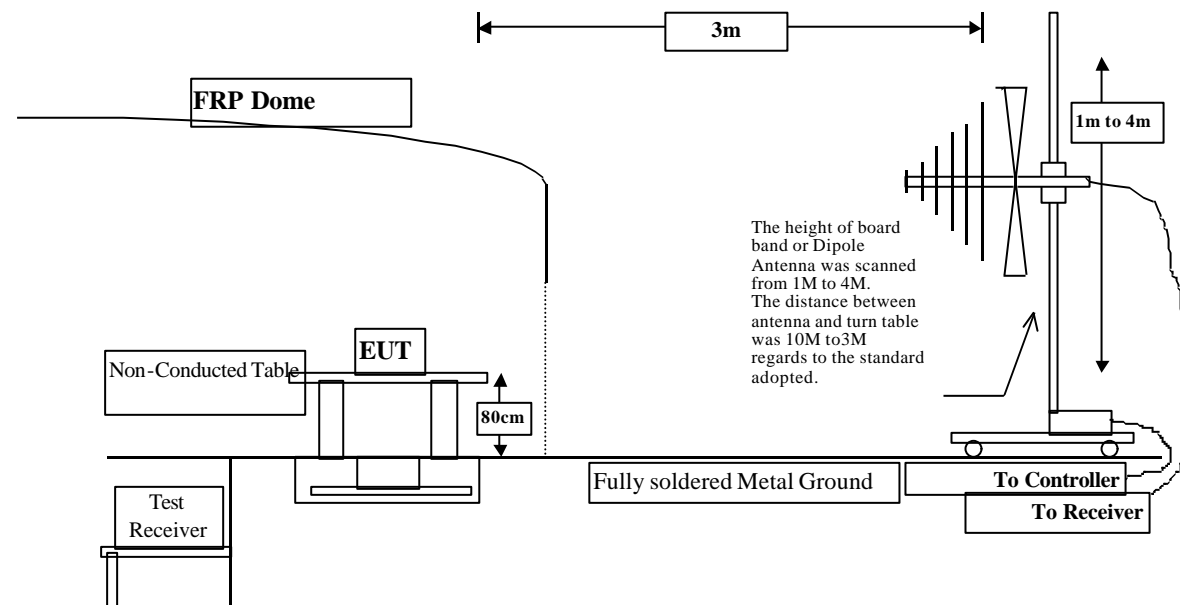 3m
FRP Dome
1m to 4m
The height of board
band or Dipole
Antenna was scanned
from 1M to 4M.
The distance between
antenna and turn table
was 10M to3M
regards to the standard
adopted.
EUT
Non-Conducted Table
80cm
Fully soldered Metal Ground
To Controller
To Receiver
Test
Receiver